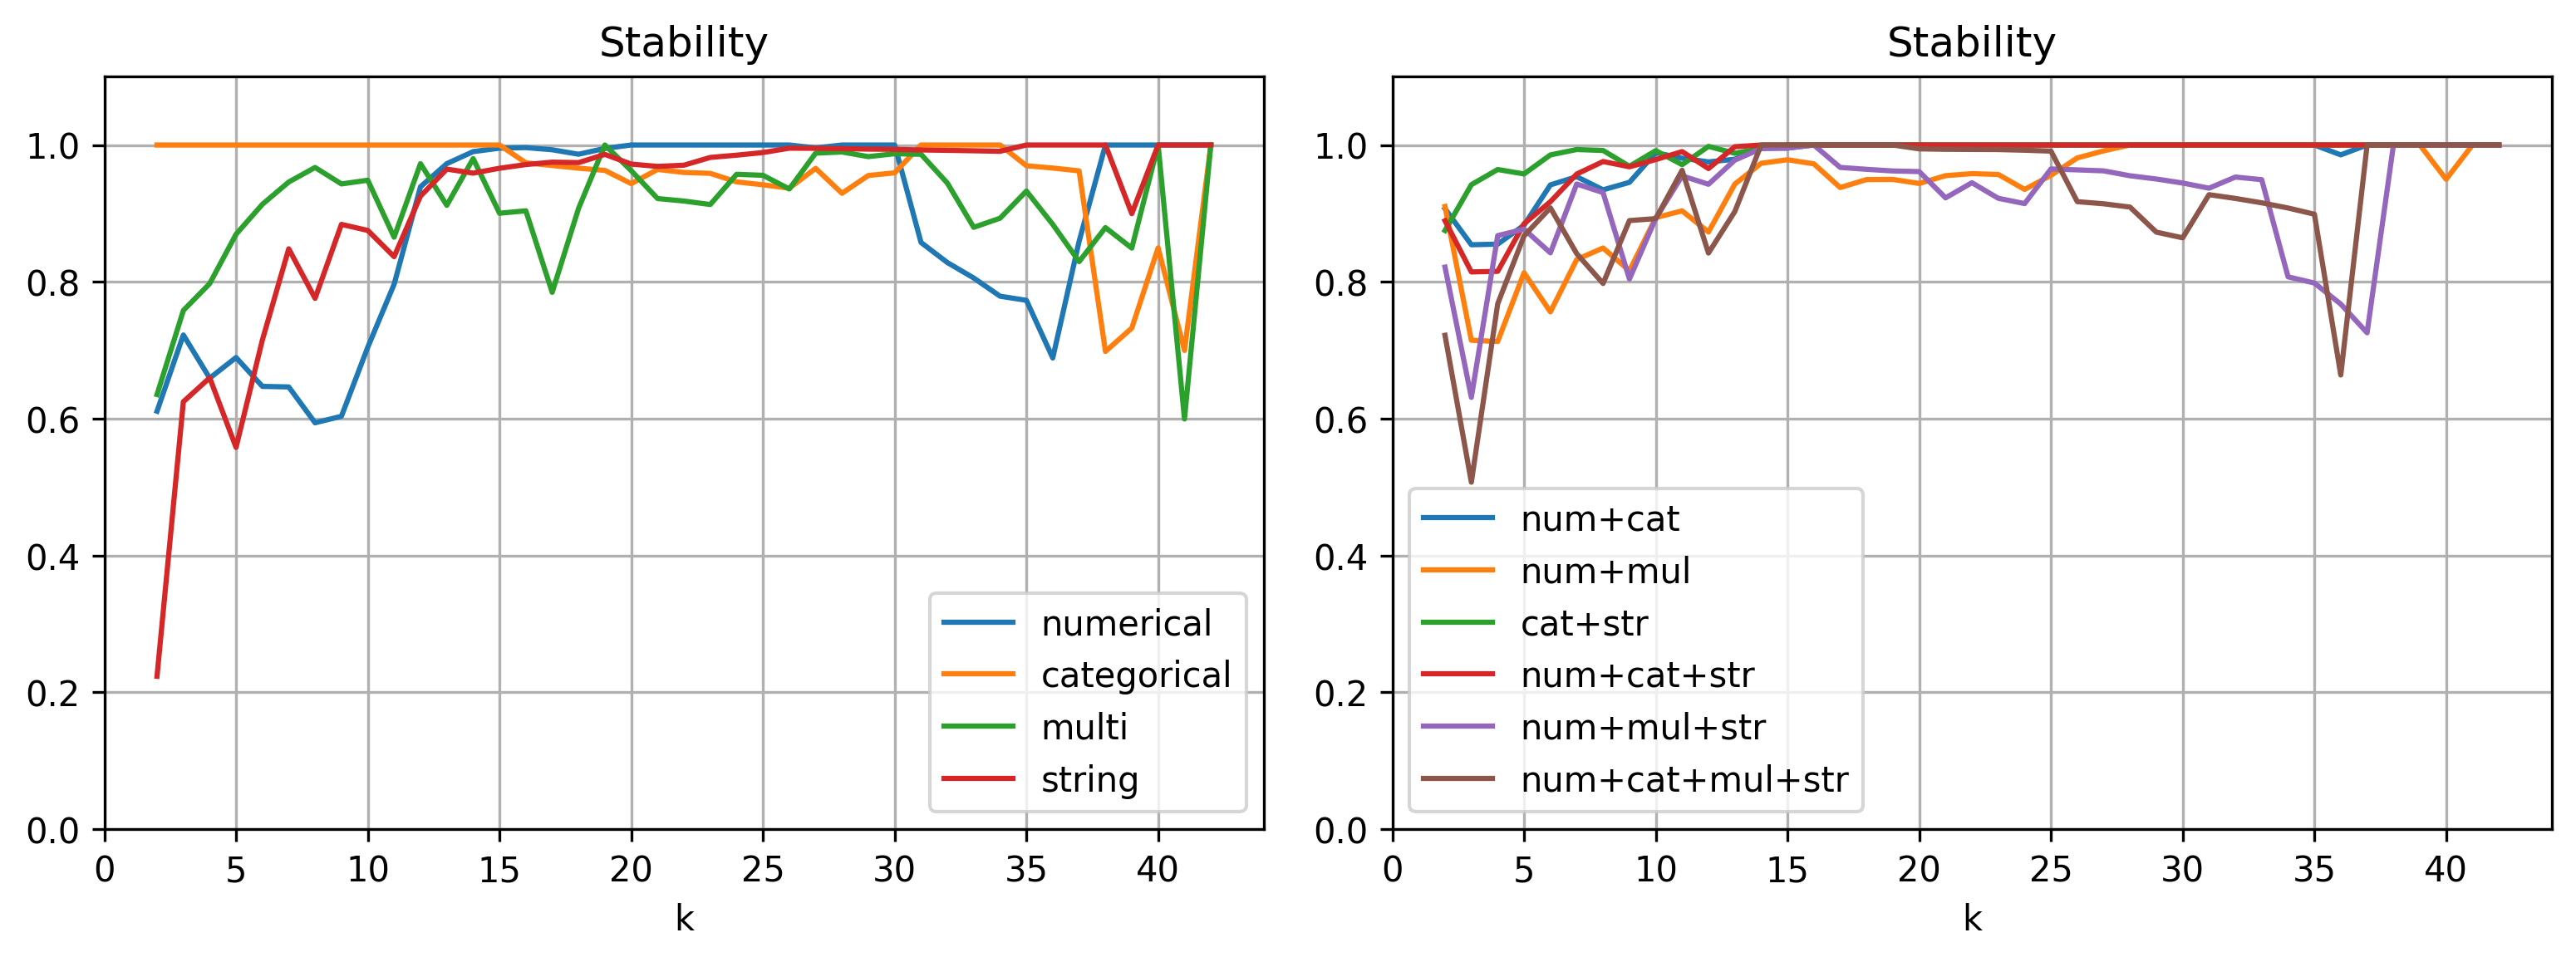 Stability
1.0
0.8
0.6
0.4
0.2
0.0
0 5 10 15 20 25 30 35 40
k
numerical
categorical
multi
string
Stability
1.0
0.8
0.6
0.4
0.2
0.0
0 5 10 15 20 25 30 35 40
k
num+cat
num+mul
cat+str
num+cat+str
num+mul+str
num+cat+mul+str